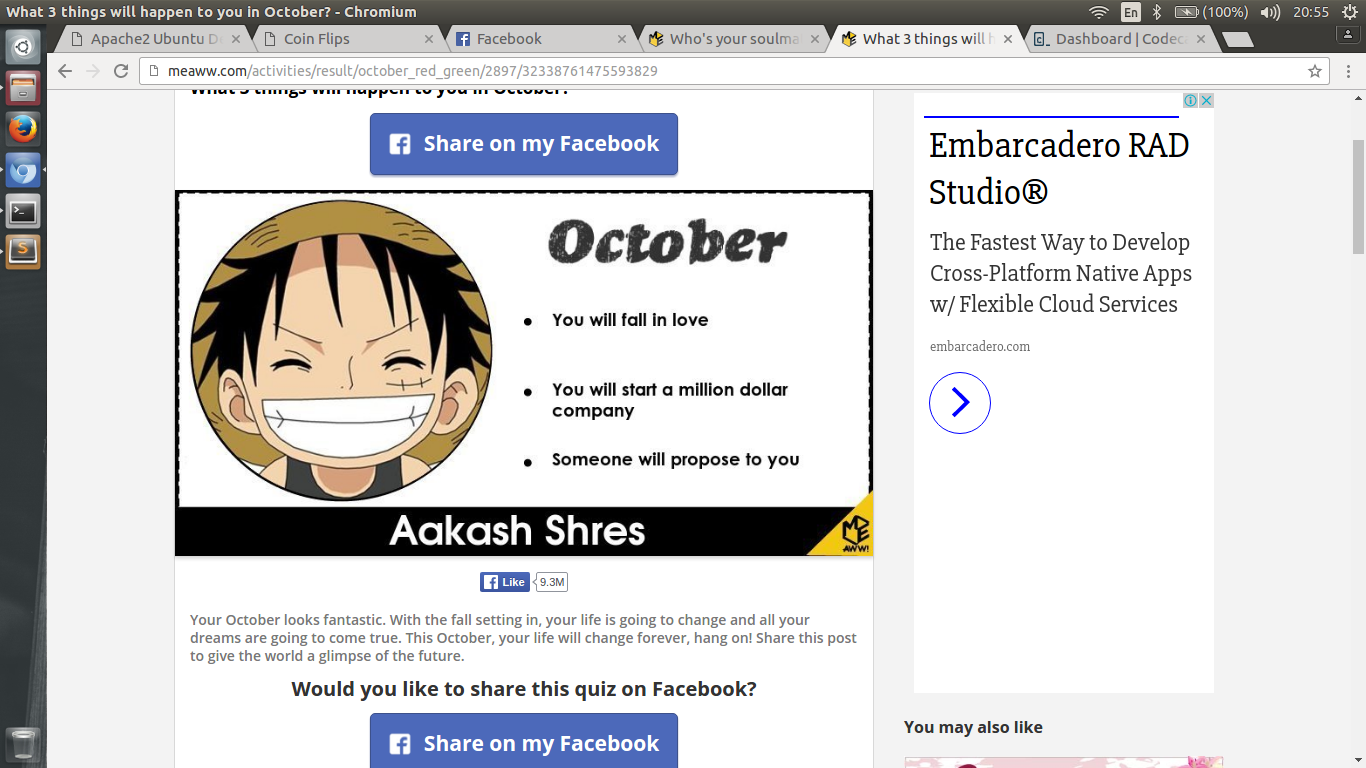 What 3 things will happen to you in October? - Chromium
En
(100%)
20:55
Apache2 Ubuntu D
Coin Flips
Facebook
Who's your soulma
What 3 things will h
Dashboard | Codec
meaww.com/activities/result/october_red_green/2897/32338761475593829
What 3 things will happen to you in October?
Share on my Facebook
October
• You will fall in love
• You will start a million dollar
company
• Someone will propose to you
Aakash Shres
MEAWW!
Like
9.3M
Your October looks fantastic. With the fall setting in, your life is going to change and all your
dreams are going to come true. This October, your life will change forever, hang on! Share this post
to give the world a glimpse of the future.
Would you like to share this quiz on Facebook?
Share on my Facebook
Embarcadero RAD
Studio®
The Fastest Way to Develop
Cross-Platform Native Apps
w/ Flexible Cloud Services
embarcadero.com
You may also like